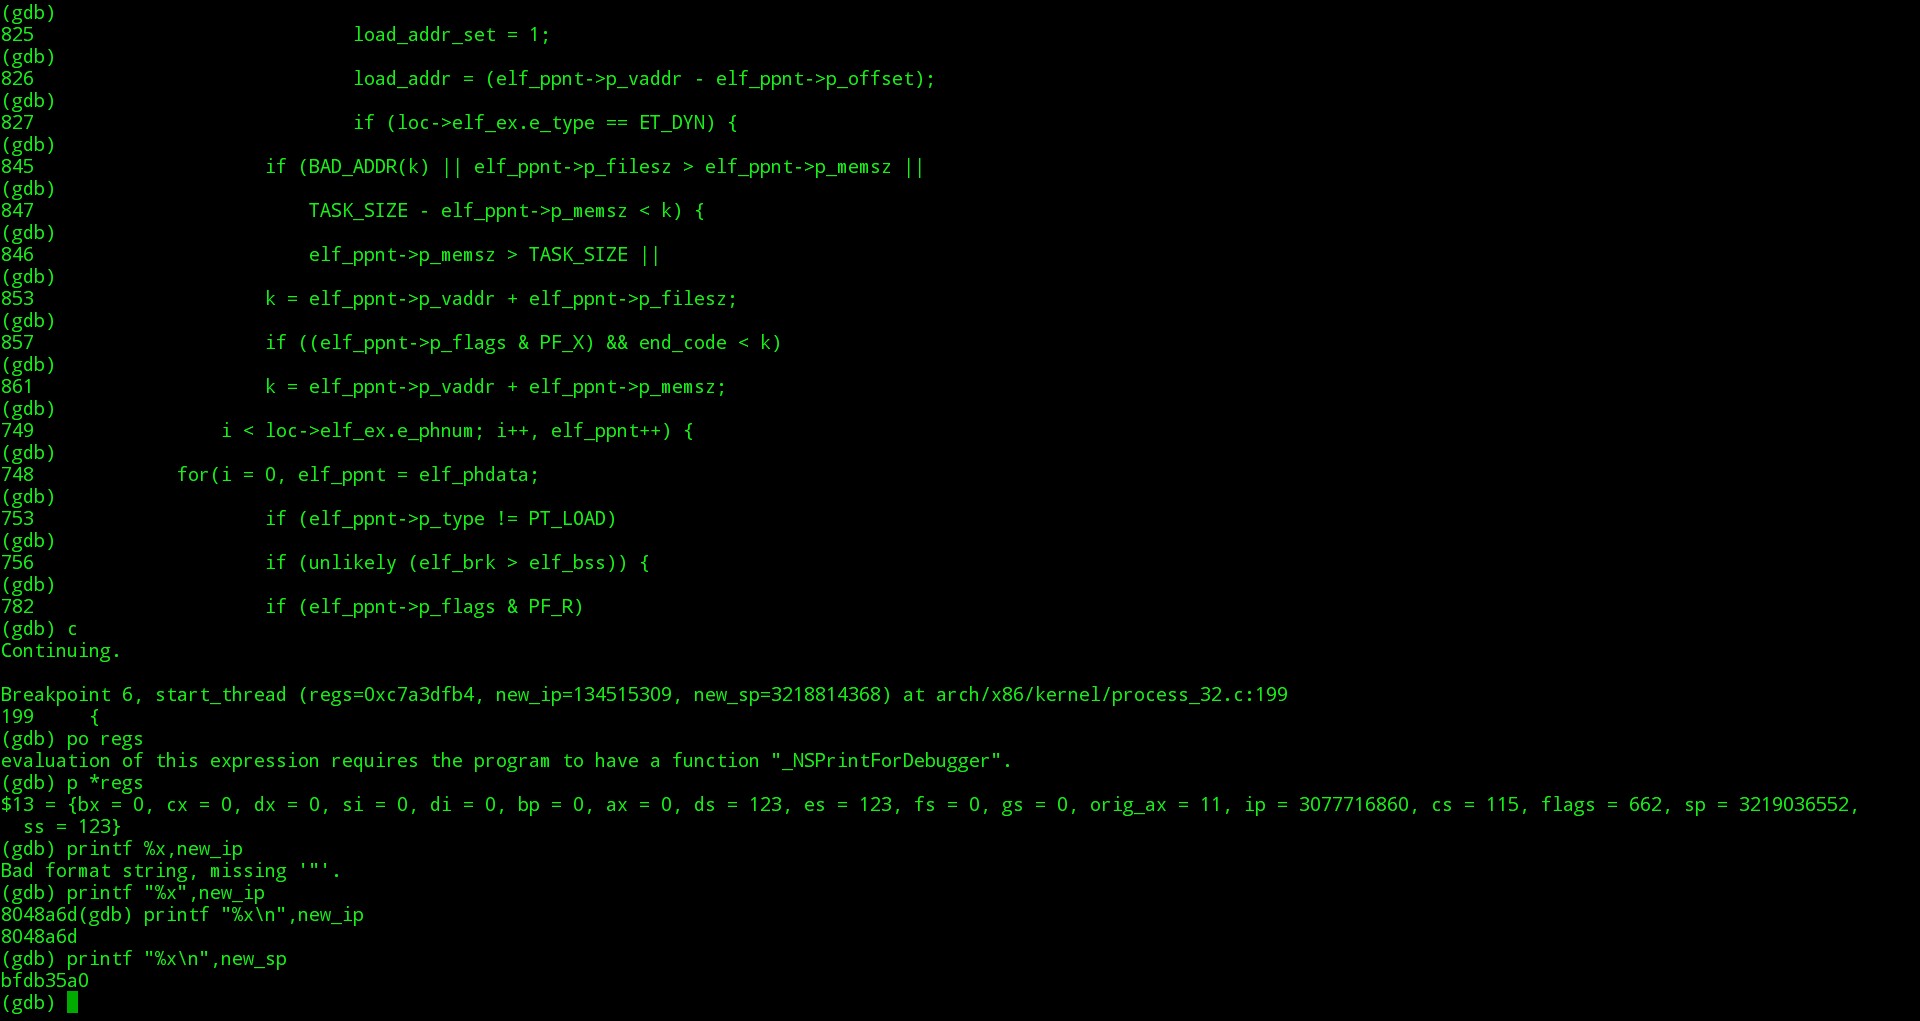 (gdb)
825                             load_addr_set = 1;
(gdb)
826                             load_addr = (elf_ppnt->p_vaddr - elf_ppnt->p_offset);
(gdb)
827                             if (loc->elf_ex.e_type == ET_DYN) {
(gdb)
845                     if (BAD_ADDR(k) || elf_ppnt->p_filesz > elf_ppnt->p_memsz ||
(gdb)
847                         TASK_SIZE - elf_ppnt->p_memsz < k) {
(gdb)
846                         elf_ppnt->p_memsz > TASK_SIZE ||
(gdb)
853                     k = elf_ppnt->p_vaddr + elf_ppnt->p_filesz;
(gdb)
857                     if ((elf_ppnt->p_flags & PF_X) && end_code < k)
(gdb)
861                     k = elf_ppnt->p_vaddr + elf_ppnt->p_memsz;
(gdb)
749                 i < loc->elf_ex.e_phnum; i++, elf_ppnt++) {
(gdb)
748             for(i = 0, elf_ppnt = elf_phdata;
(gdb)
753                     if (elf_ppnt->p_type != PT_LOAD)
(gdb)
756                     if (unlikely (elf_brk > elf_bss)) {
(gdb)
782                     if (elf_ppnt->p_flags & PF_R)
(gdb) c
Continuing.

Breakpoint 6, start_thread (regs=0xc7a3dfb4, new_ip=134515309, new_sp=3218814368) at arch/x86/kernel/process_32.c:199
199     {
(gdb) po regs
evaluation of this expression requires the program to have a function "_NSPrintForDebugger".
(gdb) p *regs
$13 = {bx = 0, cx = 0, dx = 0, si = 0, di = 0, bp = 0, ax = 0, ds = 123, es = 123, fs = 0, gs = 0, orig_ax = 11, ip = 3077716860, cs = 115, flags = 662, sp = 3219036552,
  ss = 123}
(gdb) printf %x,new_ip
Bad format string, missing '"'.
(gdb) printf "%x",new_ip
8048a6d(gdb) printf "%x\n",new_ip
8048a6d
(gdb) printf "%x\n",new_sp
bfdb35a0
(gdb)